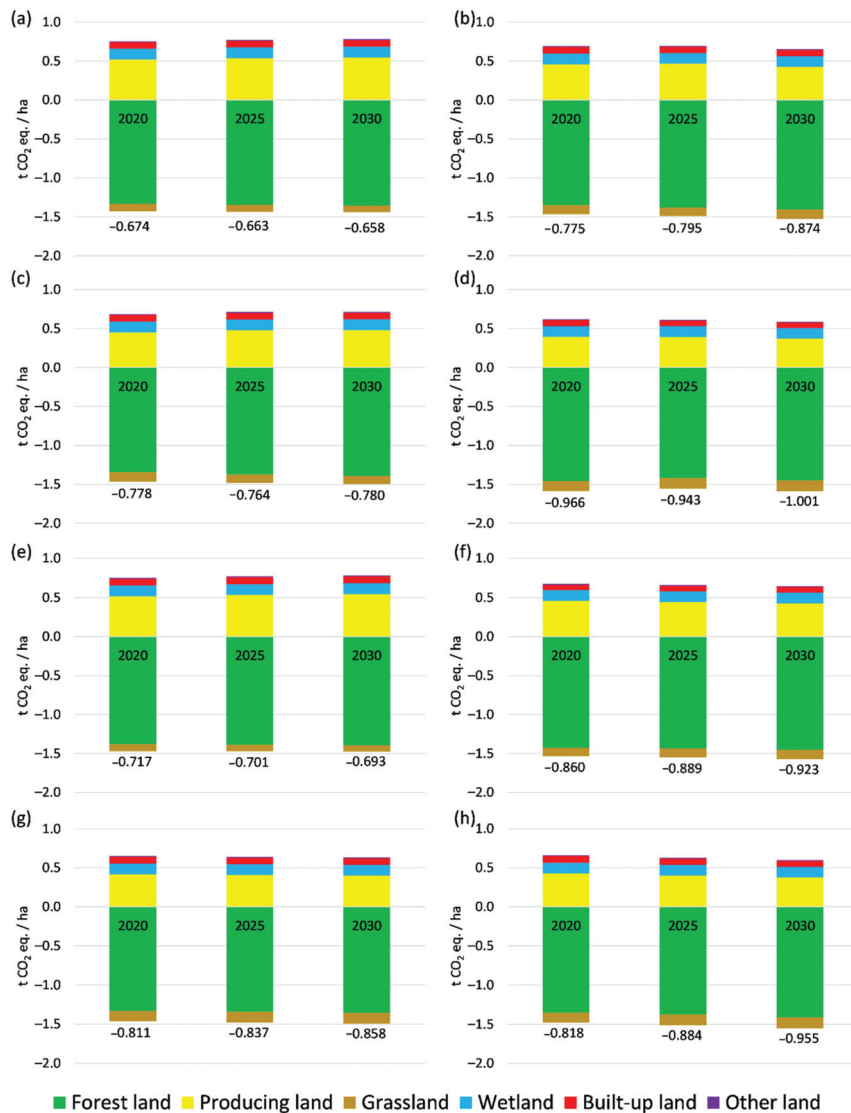 (a)
1.0
0.5
0.0
−0.5
−1.0
−1.5
−2.0
t CO2 eq. / ha
2020 2025 2030
−0.674 −0.663 −0.658
(b)
1.0
0.5
0.0
−0.5
−1.0
−1.5
−2.0
t CO2 eq. / ha
2020 2025 2030
−0.775 −0.795 −0.874
(c)
1.0
0.5
0.0
−0.5
−1.0
−1.5
−2.0
t CO2 eq. / ha
2020 2025 2030
−0.778 −0.764 −0.780
(d)
1.0
0.5
0.0
−0.5
−1.0
−1.5
−2.0
t CO2 eq. / ha
2020 2025 2030
−0.966 −0.943 −1.001
(e)
1.0
0.5
0.0
−0.5
−1.0
−1.5
−2.0
t CO2 eq. / ha
2020 2025 2030
−0.717 −0.701 −0.693
(f)
1.0
0.5
0.0
−0.5
−1.0
−1.5
−2.0
t CO2 eq. / ha
2020 2025 2030
−0.860 −0.889 −0.923
(g)
1.0
0.5
0.0
−0.5
−1.0
−1.5
−2.0
t CO2 eq. / ha
2020 2025 2030
−0.811 −0.837 −0.858
(h)
1.0
0.5
0.0
−0.5
−1.0
−1.5
−2.0
t CO2 eq. / ha
2020 2025 2030
−0.818 −0.884 −0.955
Forest land Producing land Grassland Wetland Built-up land Other land